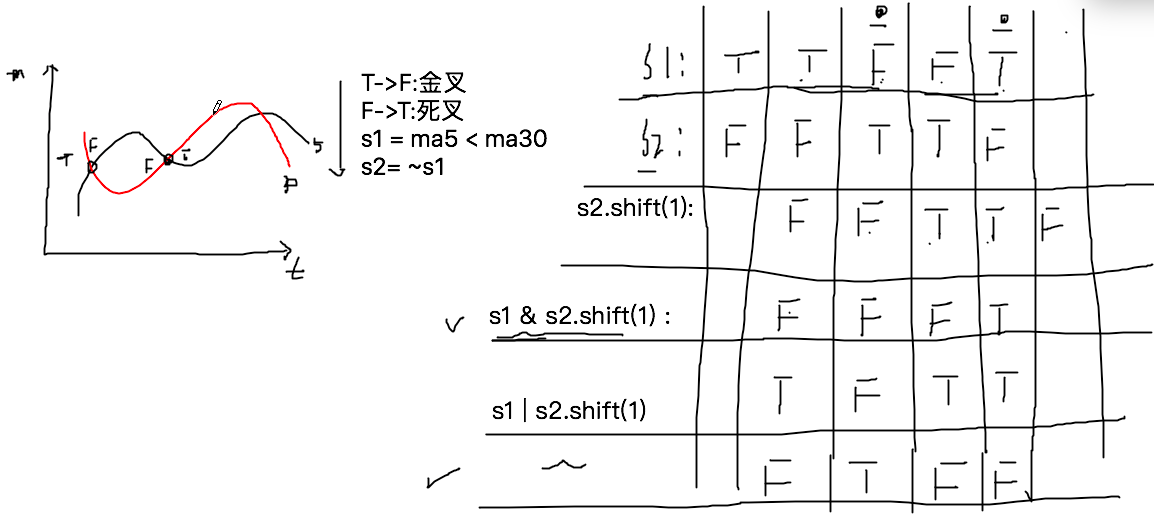 m
T F F T
5
t
T->F:金叉
F->T:死叉
s1 = ma5 < ma30
s2= ~s1
S1: T T F F T
S2: F F T T F
s2.shift(1): F F T T F
s1 & s2.shift(1) : F F F T
s1 | s2.shift(1) T F T T
~ F T F F